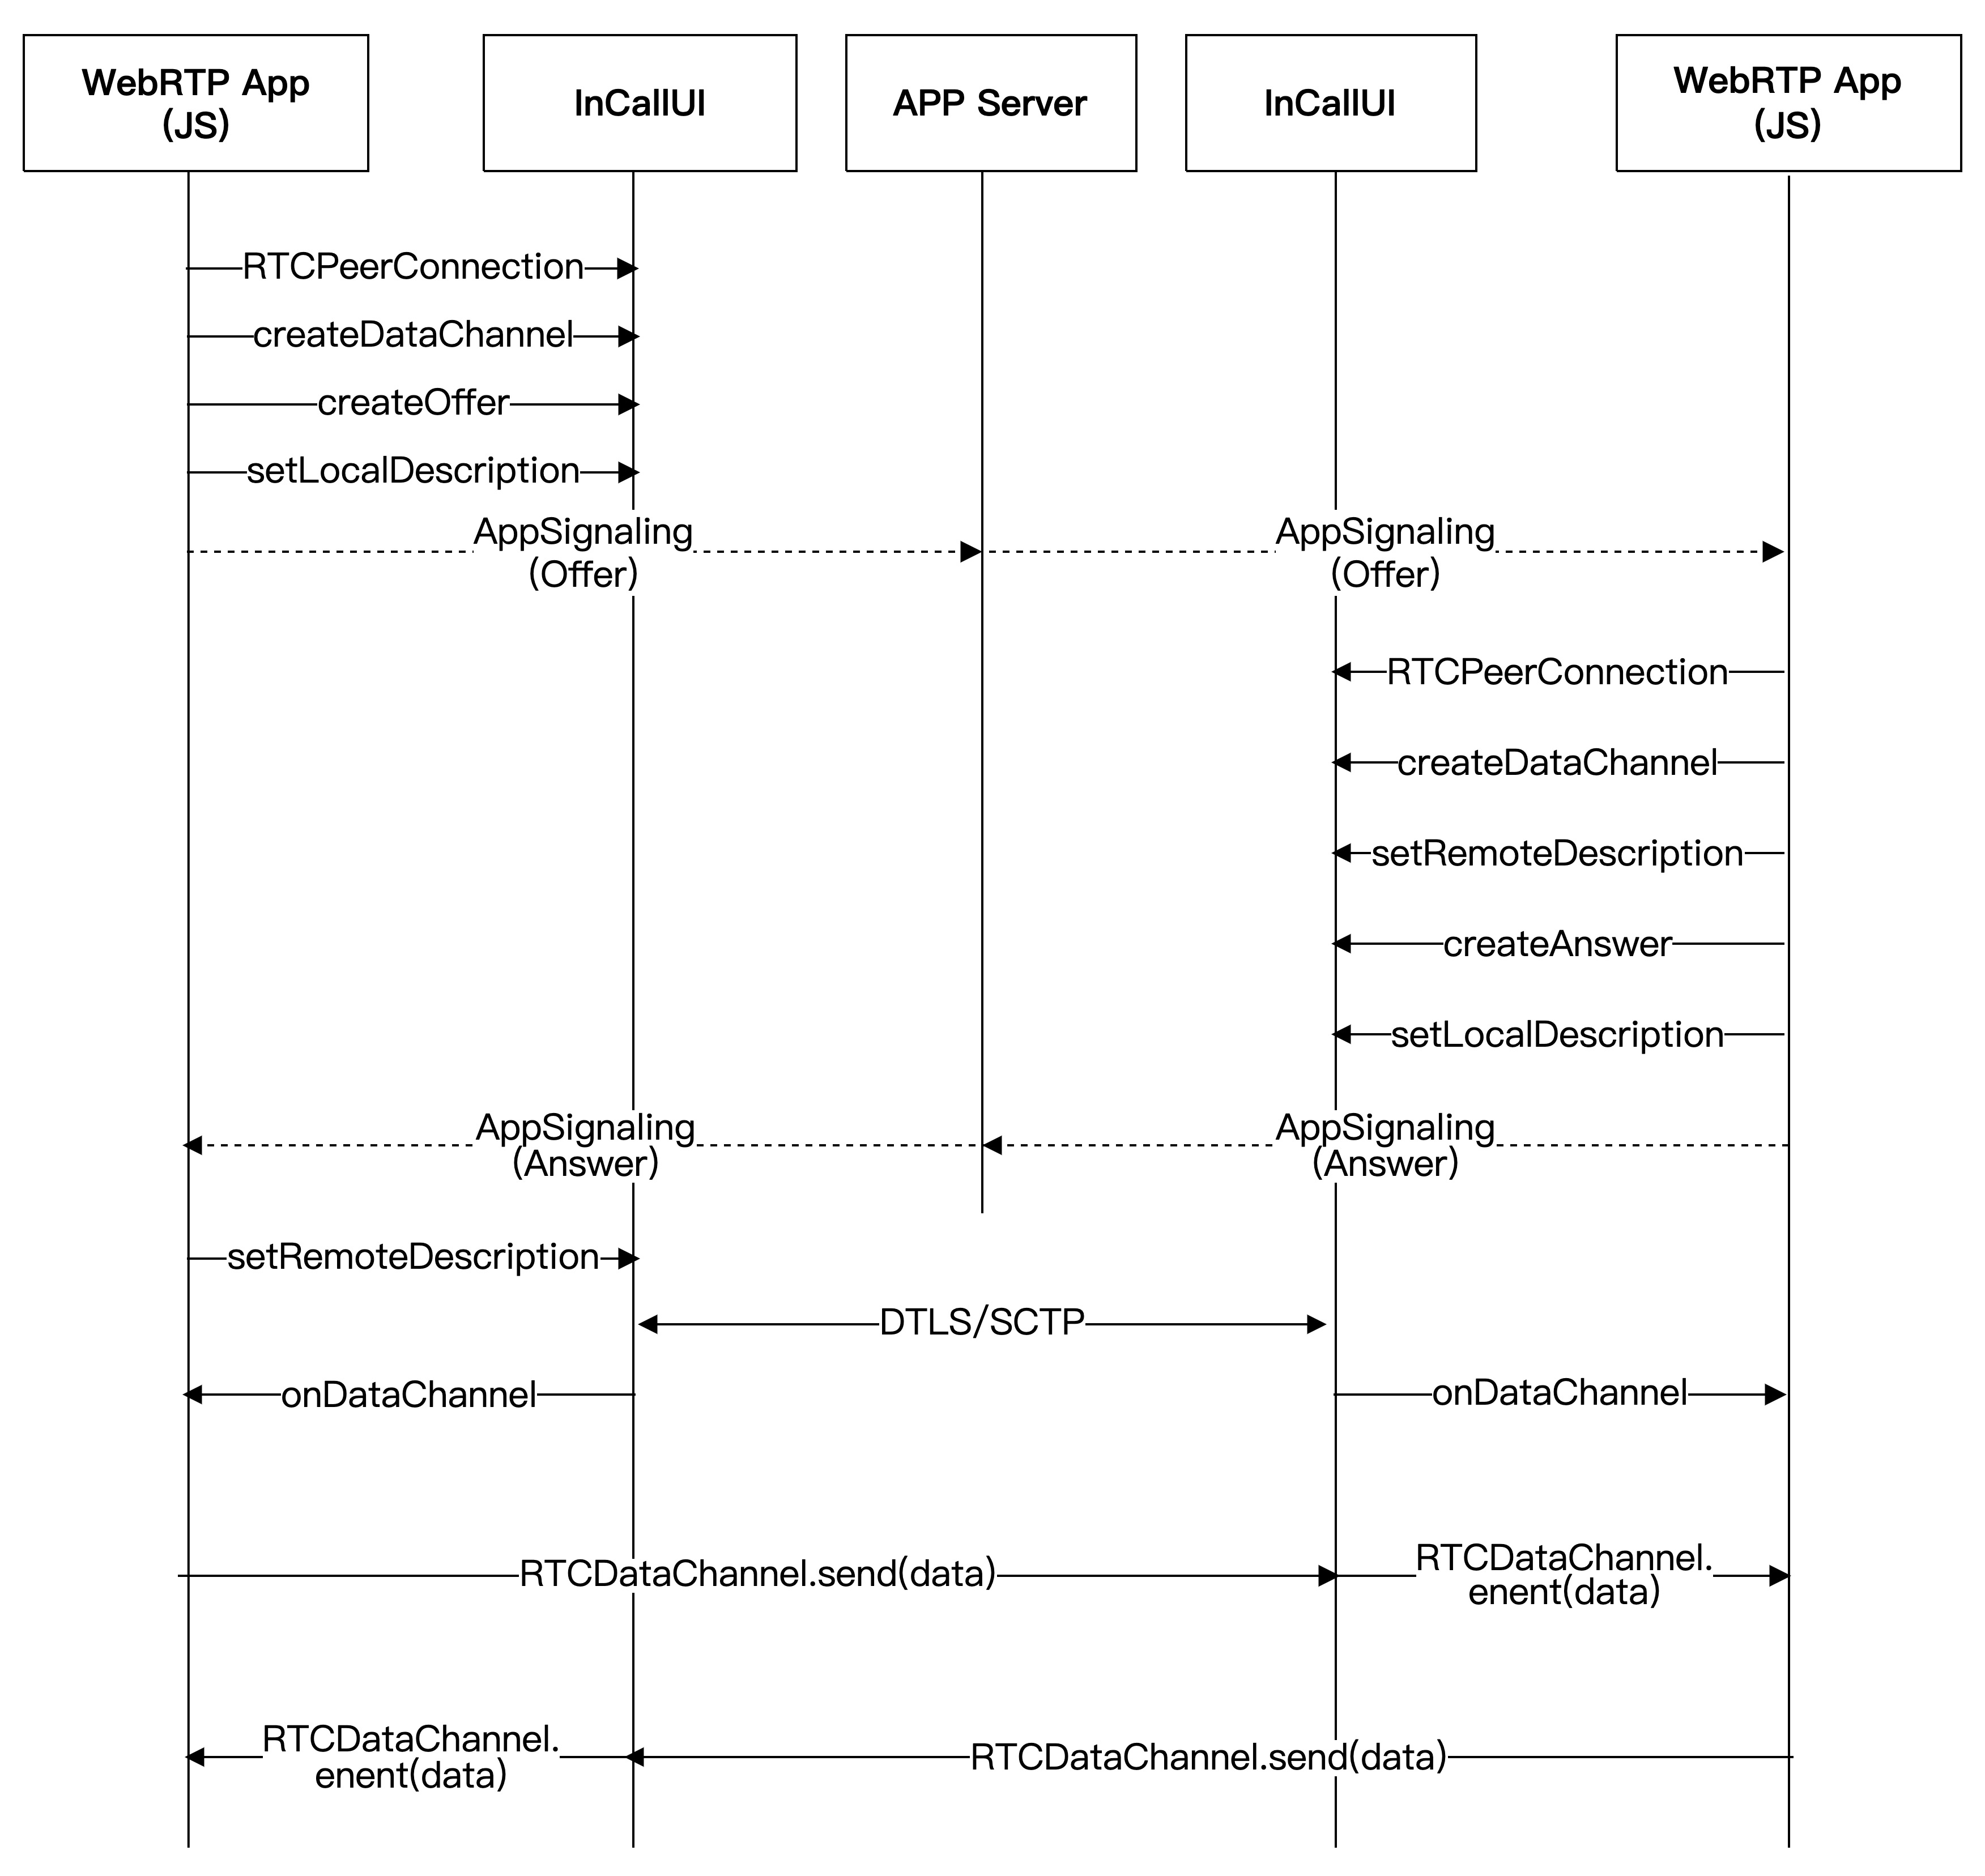 WebRTP App
(JS)
InCallUI
APP Server
InCallUI
WebRTP App
(JS)
RTCPeerConnection
createDataChannel
createOffer
setLocalDescription
AppSignaling
(Offer)
AppSignaling
(Offer)
RTCPeerConnection
createDataChannel
setRemoteDescription
createAnswer
setLocalDescription
AppSignaling
(Answer)
AppSignaling
(Answer)
setRemoteDescription
DTLS/SCTP
onDataChannel
onDataChannel
RTCDataChannel.send(data)
RTCDataChannel.
enent(data)
RTCDataChannel.
enent(data)
RTCDataChannel.send(data)